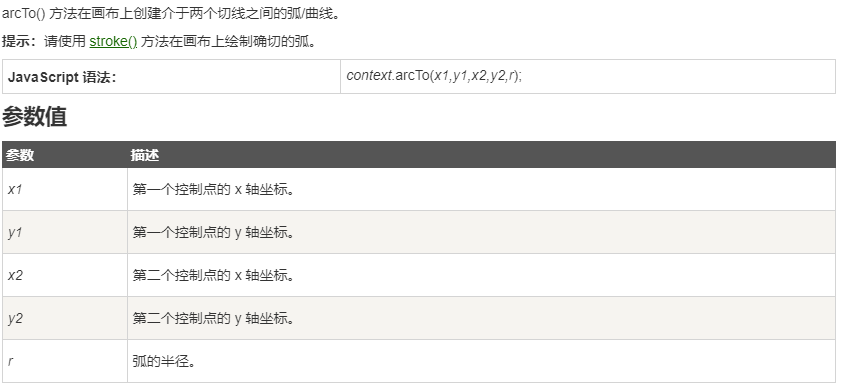 arcTo() 方法在画布上创建介于两个切线之间的弧/曲线。
提示：请使用 stroke() 方法在画布上绘制确切的弧。
JavaScript 语法： context.arcTo(x1,y1,x2,y2,r);
参数值
参数 描述
x1 第一个控制点的 x 轴坐标。
y1 第一个控制点的 y 轴坐标。
x2 第二个控制点的 x 轴坐标。
y2 第二个控制点的 y 轴坐标。
r 弧的半径。